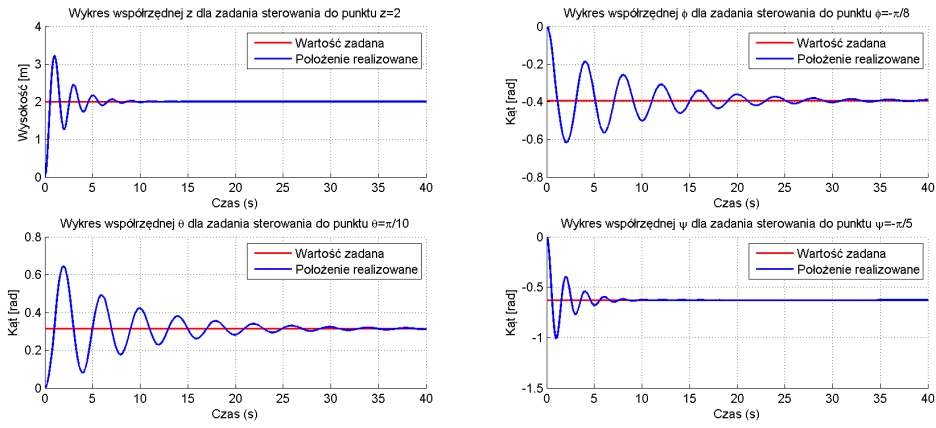 Wykres współrzędnej z dla zadania sterowania do punktu z=2
Wysokość [m]
4
3
2
1
0
Wartość zadana
Położenie realizowane
0 5 10 15 20 25 30 35 40
Czas (s)
Wykres współrzędnej ϕ dla zadania sterowania do punktu ϕ=-π/8
Kąt [rad]
0
-0.2
-0.4
-0.6
-0.8
Wartość zadana
Położenie realizowane
0 5 10 15 20 25 30 35 40
Czas (s)
Wykres współrzędnej θ dla zadania sterowania do punktu θ=π/10
Kąt [rad]
0.8
0.6
0.4
0.2
0
Wartość zadana
Położenie realizowane
0 5 10 15 20 25 30 35 40
Czas (s)
Wykres współrzędnej ψ dla zadania sterowania do punktu ψ=-π/5
Kąt [rad]
0
-0.5
-1
-1.5
Wartość zadana
Położenie realizowane
0 5 10 15 20 25 30 35 40
Czas (s)